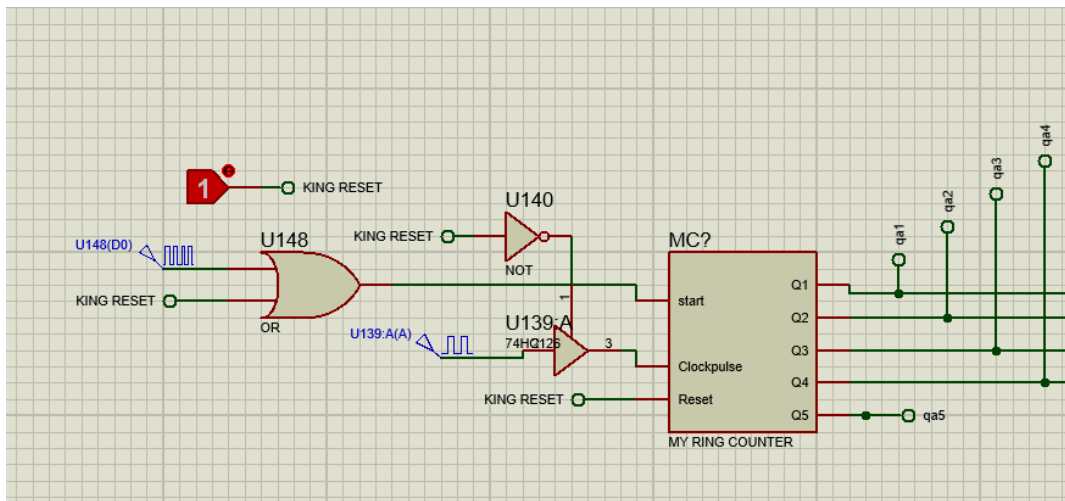 qa4
qa3
qa2
qa1
1
KING RESET
U140
U148(D0)
U148
KING RESET
MC?
NOT
Q1
KING RESET
start
1
Q2
OR
U139:A
U139:A(A)
2
3
Q3
Clockpulse
Q4
KING RESET
Reset
Q5
qa5
MY RING COUNTER